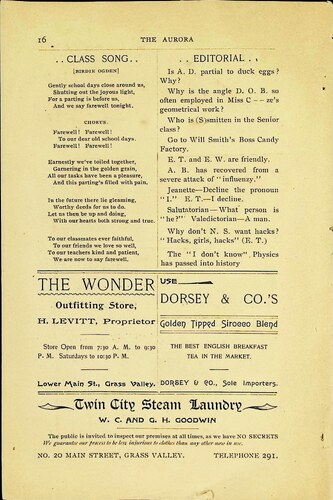 16
THE AURORA
..CLASS SONG..
[BIRDIE OGDEN]
Gently school days close around us,
Shutting out the joyous light,
For a parting is before us,
And we say farewell tonight.
CHORUS.
Farewell! Farewell!
To our dear old school days.
Farewell! Farewell!
Earnestly we've toiled together,
Garnering in the golden grain,
All our tasks have been a pleasure,
And this parting's filled with pain.
In the future there lie gleaming,
Worthy deeds for us to do.
Let us then be up and doing,
With our hearts both strong and true.
To our classmates ever faithful,
To our friends we love so well,
To our teachers kind and patient,
We are now to say farewell.
..EDITORIAL..
Is A. D. partial to duck eggs?
Why?
Why is the angle D. O. B. so
often employed in Miss C--ze's
geometrical work?
Who is (S)mitten in the Senior
class?
Go to Will Smith's Boss Candy
Factory.
E. T. and E. W. are friendly.
A. B. has recovered from a
severe attack of "influenzy."
Jeanette—Decline the pronoun
"I." E. T.—I decline.
Salutatorian—What person is
"he?" Valedictorian—A man.
Why don't N. S. want hacks?
"Hacks, girls, hacks" (E. T.)
The "I don't know" Physics
has passed into history
THE WONDER
Outfitting Store,
H. LEVITT, Proprietor
Store Open from 7:30 A. M. to 9:30
P. M. Saturdays to 10:30 P. M.
Lower Main St., Grass Valley.
USE
DORSEY & CO.'S
Golden Tipped Sirocco Blend
THE BEST ENGLISH BREAKFAST
TEA IN THE MARKET.
DORSEY & CO., Sole Importers.
Twin City Steam Laundry
W. C. AND G. H. GOODWIN
The public is invited to inspect our premises at all times, as we have NO SECRETS
We guarantee our process to be less injurious to clothes than any other now in use.
NO. 20 MAIN STREET, GRASS VALLEY.
TELEPHONE 291.